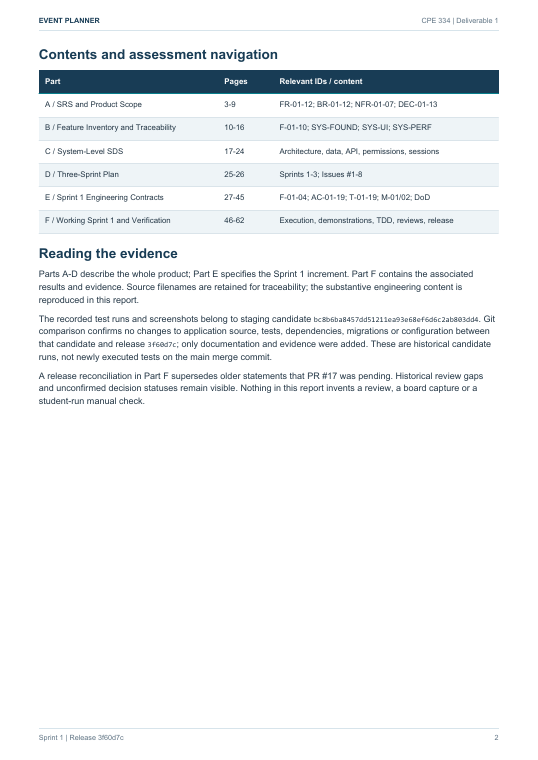 EVENT PLANNER
CPE 334 | Deliverable 1
Contents and assessment navigation
Part Pages Relevant IDs / content
A / SRS and Product Scope 3-9 FR-01-12; BR-01-12; NFR-01-07; DEC-01-13
B / Feature Inventory and Traceability 10-16 F-01-10; SYS-FOUND; SYS-UI; SYS-PERF
C / System-Level SDS 17-24 Architecture, data, API, permissions, sessions
D / Three-Sprint Plan 25-26 Sprints 1-3; Issues #1-8
E / Sprint 1 Engineering Contracts 27-45 F-01-04; AC-01-19; T-01-19; M-01/02; DoD
F / Working Sprint 1 and Verification 46-62 Execution, demonstrations, TDD, reviews, release
Reading the evidence
Parts A-D describe the whole product; Part E specifies the Sprint 1 increment. Part F contains the associated
results and evidence. Source filenames are retained for traceability; the substantive engineering content is
reproduced in this report.
The recorded test runs and screenshots belong to staging candidate bc8b6ba8457dd51211ea93e68ef6d6c2ab803dd4. Git
comparison confirms no changes to application source, tests, dependencies, migrations or configuration between
that candidate and release 3f60d7c; only documentation and evidence were added. These are historical candidate
runs, not newly executed tests on the main merge commit.
A release reconciliation in Part F supersedes older statements that PR #17 was pending. Historical review gaps
and unconfirmed decision statuses remain visible. Nothing in this report invents a review, a board capture or a
student-run manual check.
Sprint 1 | Release 3f60d7c
2